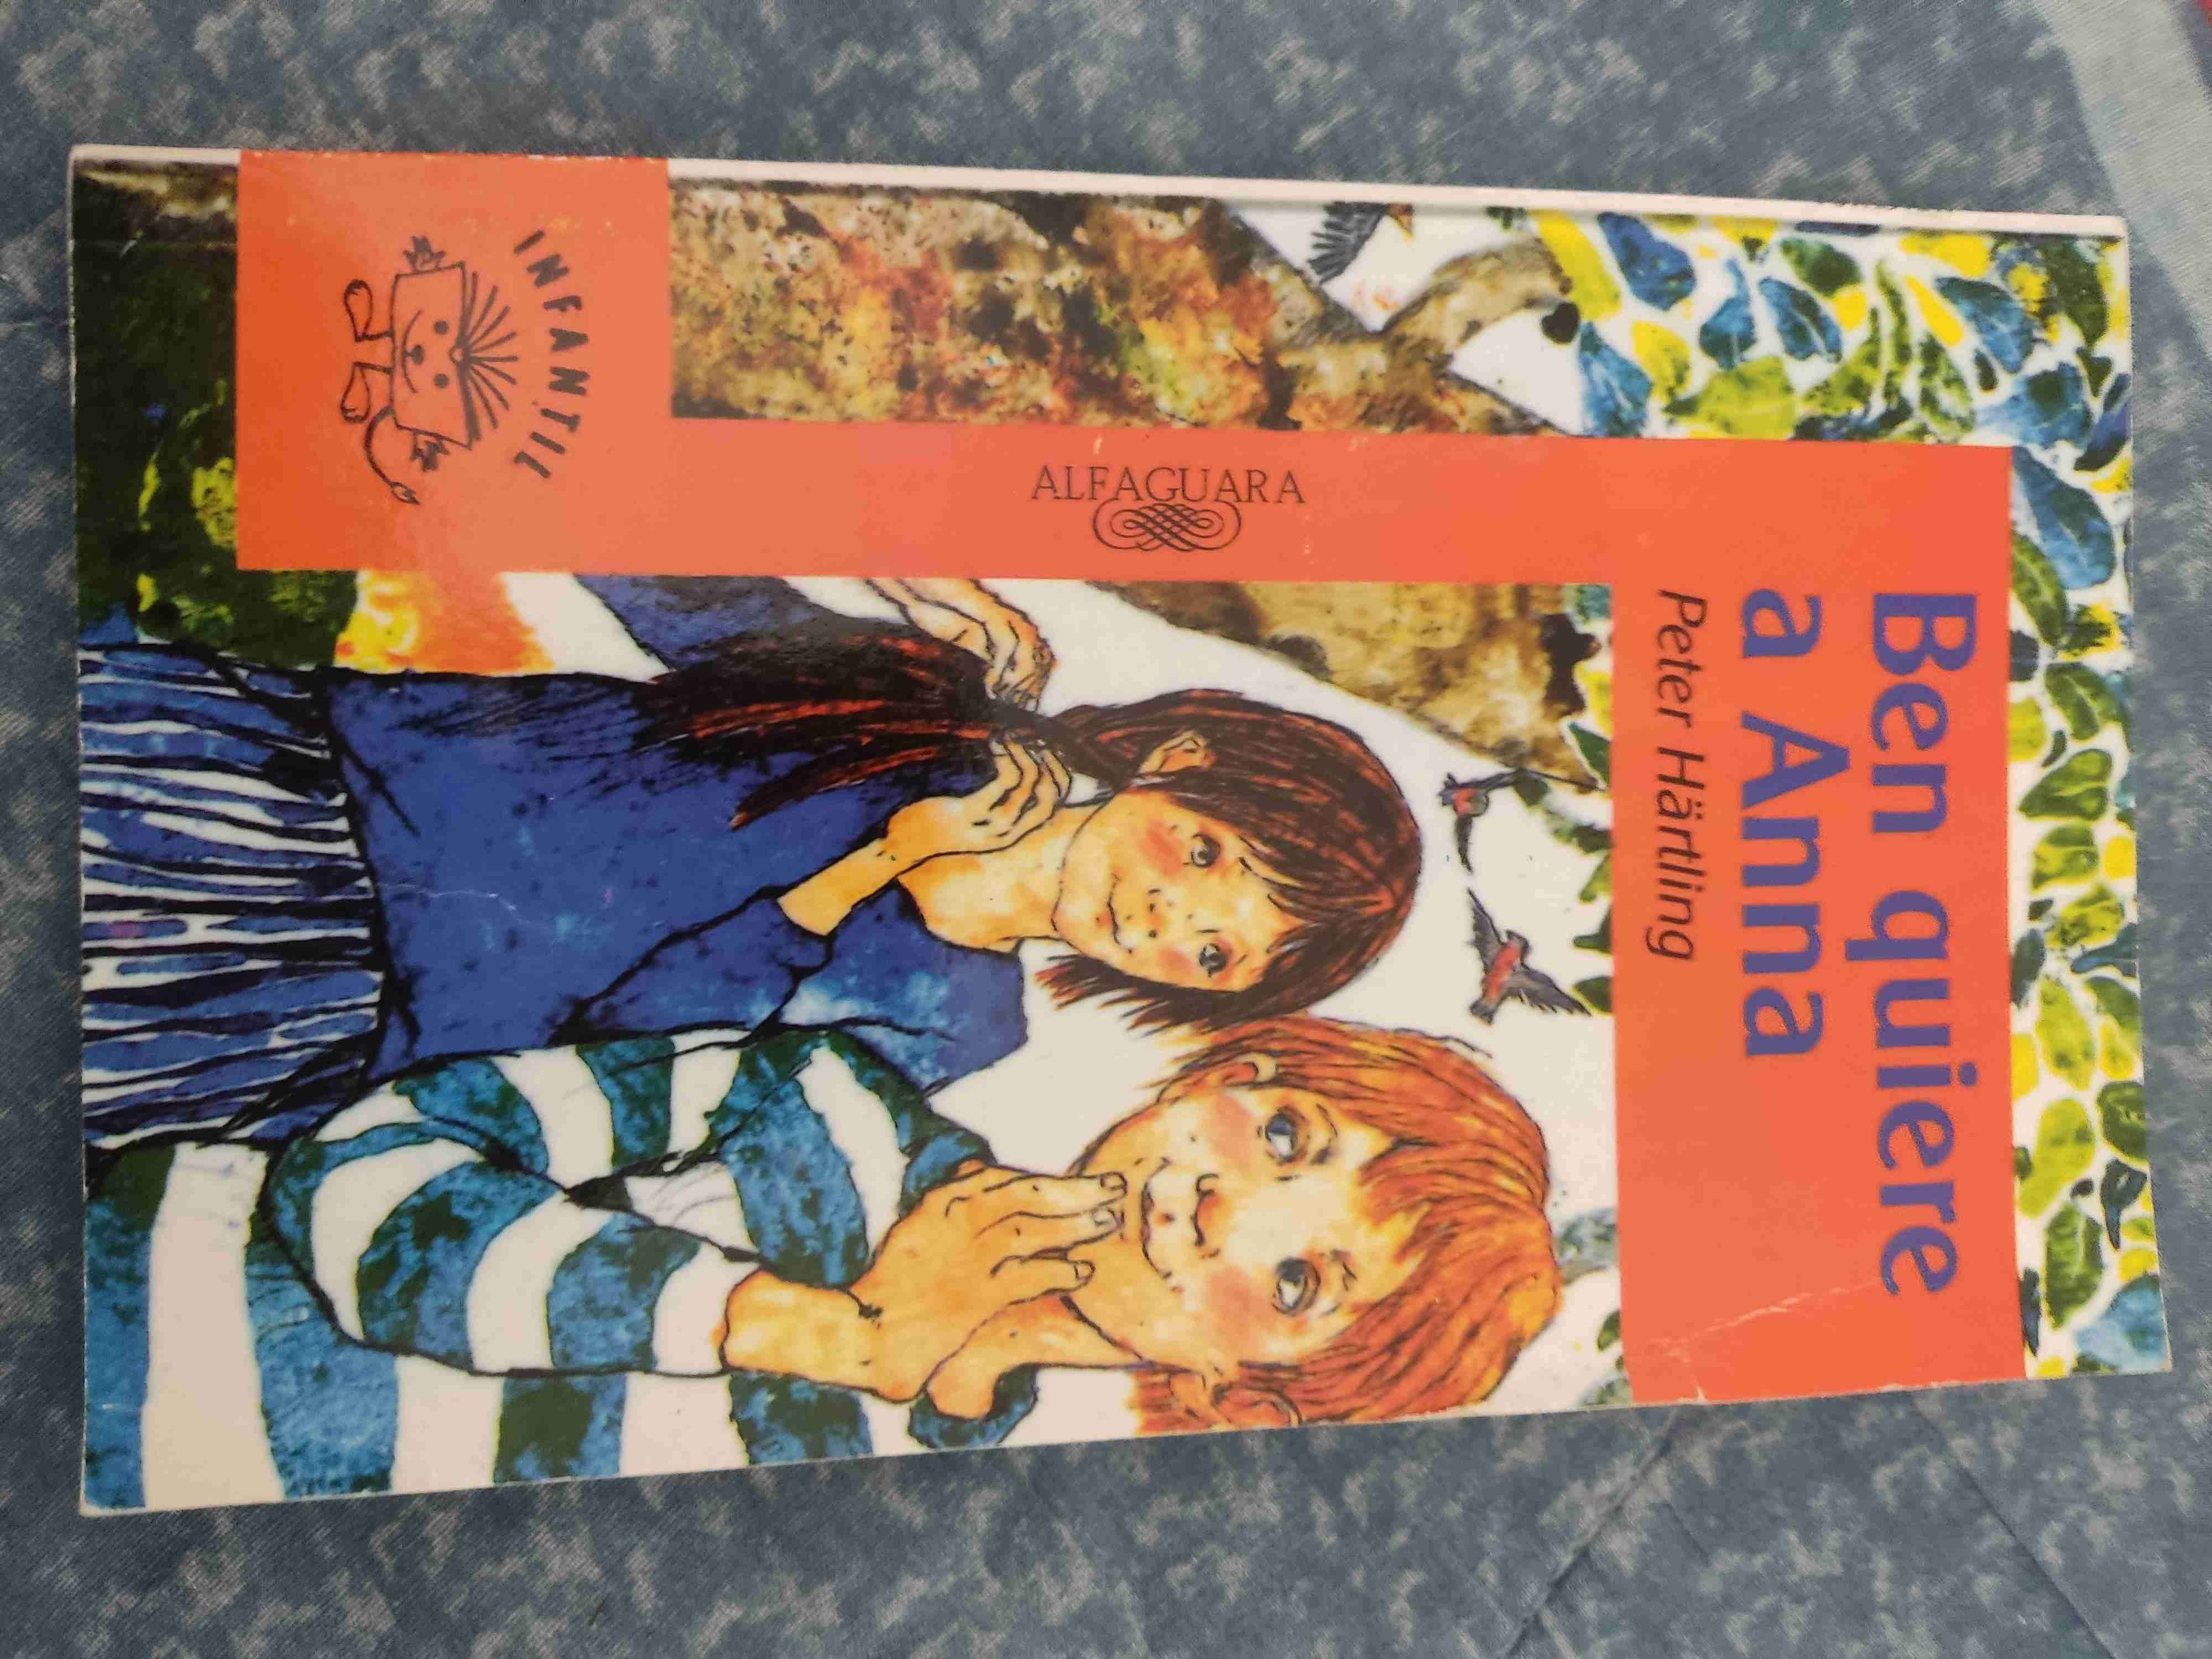 Ben quiere
a Anna
Peter Härtling
ALFAGUARA
INFANTIL